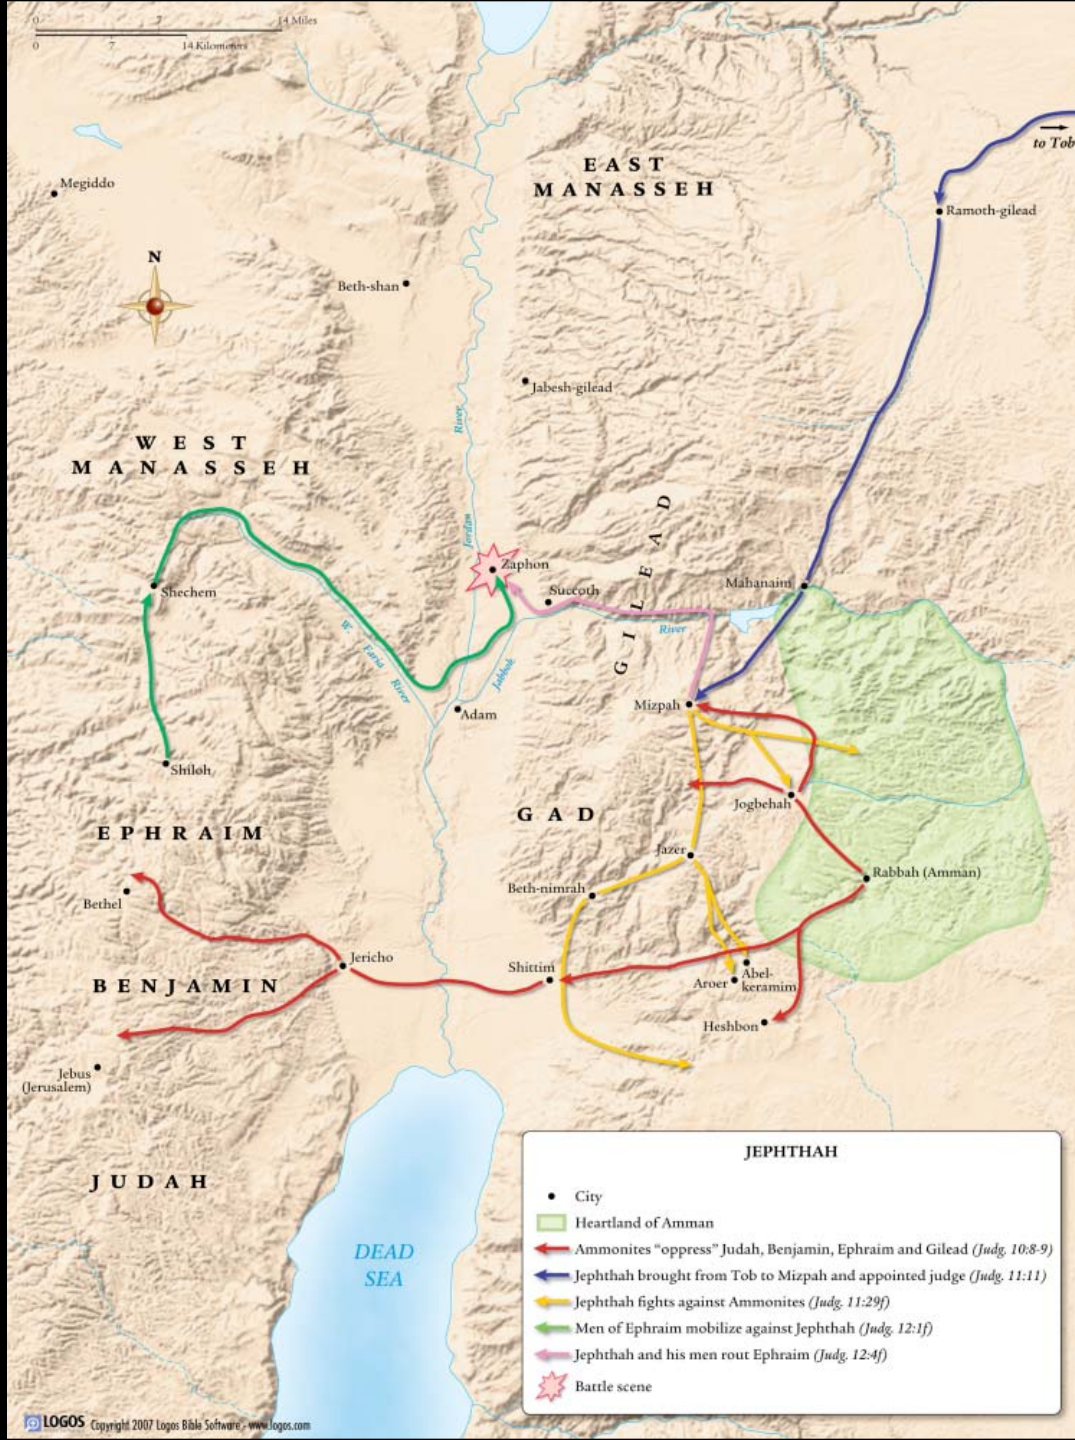 0 7 14 Miles
0 7 14 Kilometers
to Tob
EAST
MANASSEH
Megiddo
Ramoth-gilead
N
Beth-shan
Jabesh-gilead
River
WEST
MANASSEH
GILEAD
Jordan
Zaphon
Mahanaim
Shechem
Succoth
W. Faria River
River
Jabbok
Mizpah
Adam
Shiloh
Jogbehah
GAD
EPHRAIM
Jazer
Rabbah (Amman)
Beth-nimrah
Bethel
Jericho
Shittim
Abel-
keramim
Aroer
BENJAMIN
Heshbon
Jebus
(Jerusalem)
JUDAH
DEAD
SEA
JEPHTHAH
City
Heartland of Amman
Ammonites “oppress” Judah, Benjamin, Ephraim and Gilead (Judg. 10:8-9)
Jephthah brought from Tob to Mizpah and appointed judge (Judg. 11:11)
Jephthah fights against Ammonites (Judg. 11:29f)
Men of Ephraim mobilize against Jephthah (Judg. 12:1f)
Jephthah and his men rout Ephraim (Judg. 12:4f)
Battle scene
LOGOS Copyright 2007 Logos Bible Software - www.logos.com